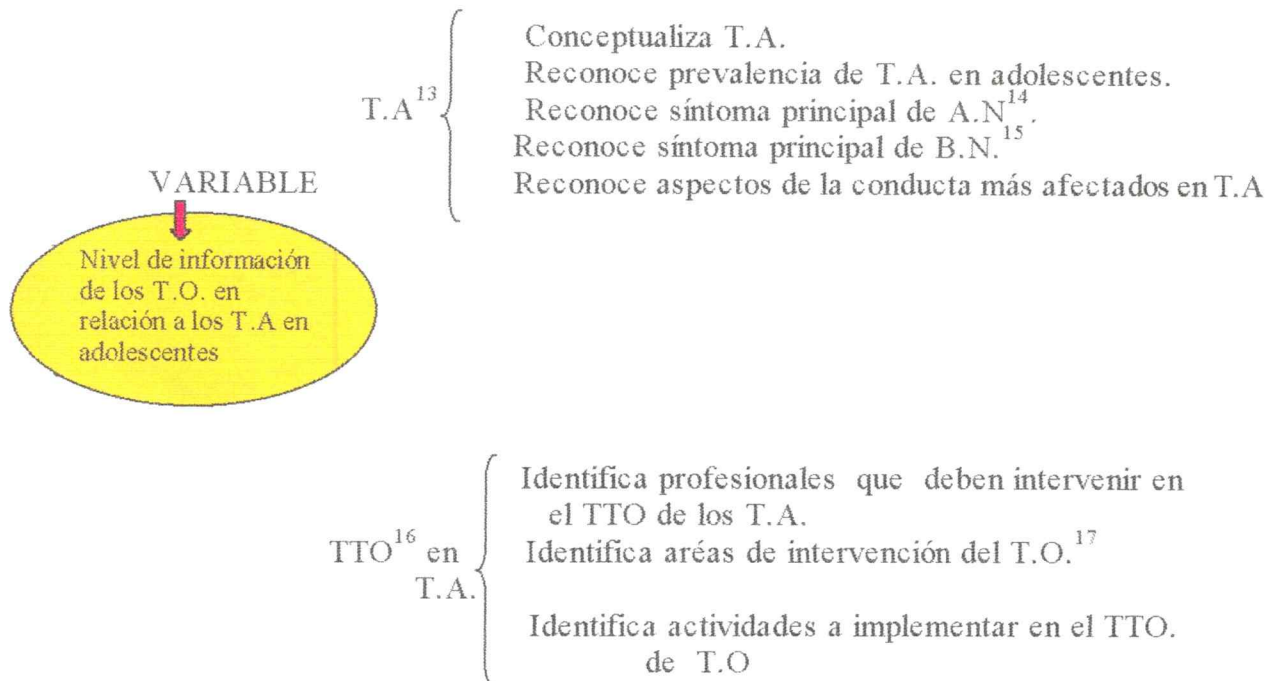 T.A¹³
Conceptualiza T.A.
Reconoce prevalencia de T.A. en adolescentes.
Reconoce síntoma principal de A.N¹⁴.
Reconoce síntoma principal de B.N.¹⁵
Reconoce aspectos de la conducta más afectados en T.A
VARIABLE
Nivel de información
de los T.O. en
relación a los T.A en
adolescentes
TTO¹⁶ en
T.A.
Identifica profesionales que deben intervenir en
el TTO de los T.A.
Identifica aréas de intervención del T.O.¹⁷
Identifica actividades a implementar en el TTO.
de T.O